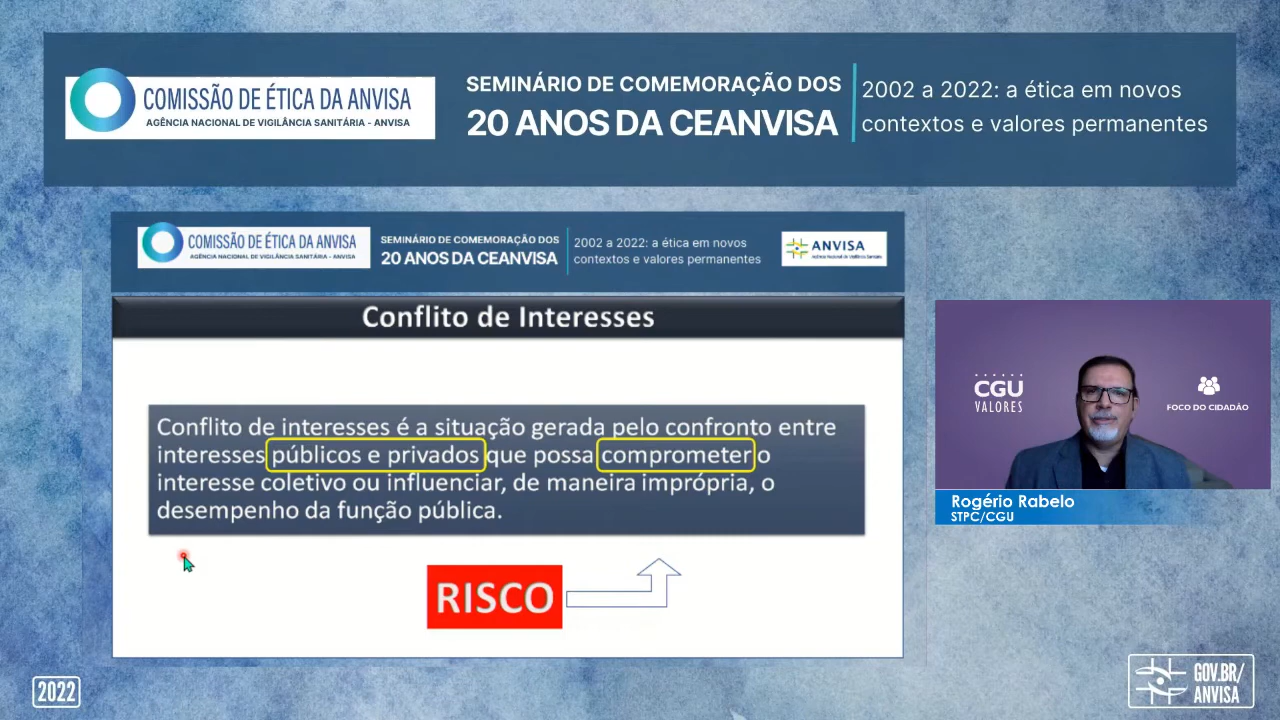 COMISSÃO DE ÉTICA DA ANVISA
AGÊNCIA NACIONAL DE VIGILÂNCIA SANITÁRIA - ANVISA
SEMINÁRIO DE COMEMORAÇÃO DOS
20 ANOS DA CEANVISA
2002 a 2022: a ética em novos
contextos e valores permanentes
COMISSÃO DE ÉTICA DA ANVISA
AGÊNCIA NACIONAL DE VIGILÂNCIA SANITÁRIA - ANVISA
SEMINÁRIO DE COMEMORAÇÃO DOS
20 ANOS DA CEANVISA
2002 a 2022: a ética em novos
contextos e valores permanentes
ANVISA
Agência Nacional de Vigilância Sanitária
Conflito de Interesses
Conflito de interesses é a situação gerada pelo confronto entre
interesses públicos e privados que possa comprometer o
interesse coletivo ou influenciar, de maneira imprópria, o
desempenho da função pública.
RISCO
CGU
VALORES
FOCO DO CIDADÃO
Rogério Rabelo
STPC/CGU
2022
GOV.BR/
ANVISA